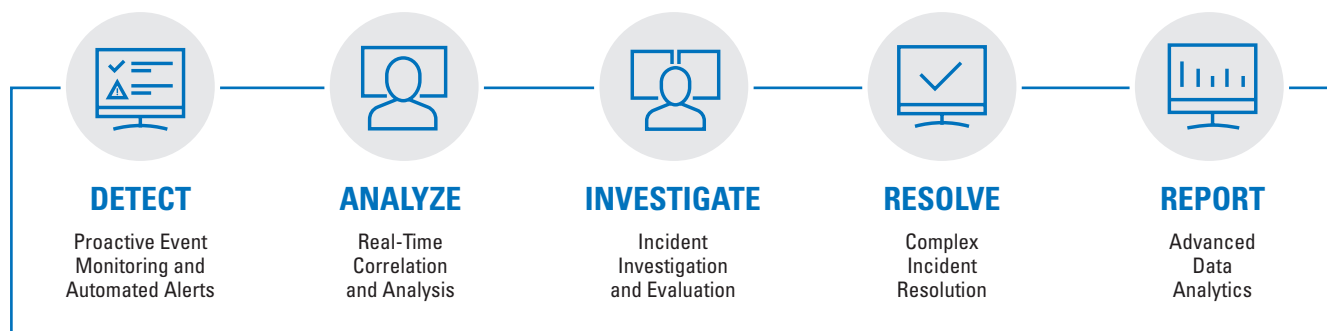 DETECT
Proactive Event
Monitoring and
Automated Alerts
ANALYZE
Real-Time
Correlation
and Analysis
INVESTIGATE
Incident
Investigation
and Evaluation
RESOLVE
Complex
Incident
Resolution
REPORT
Advanced
Data
Analytics